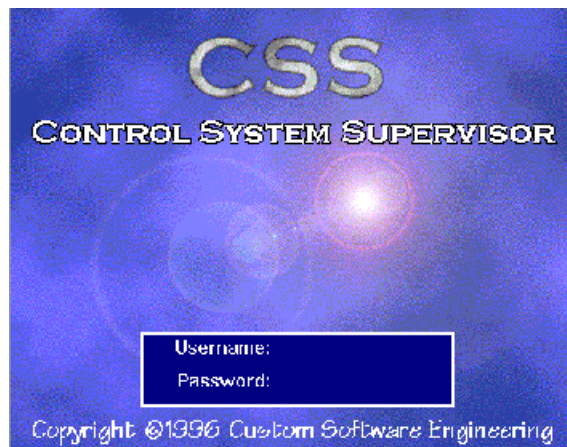 CSS
CONTROL SYSTEM SUPERVISOR
Username:
Password:
Copyright ©1996 Custom Software Engineering